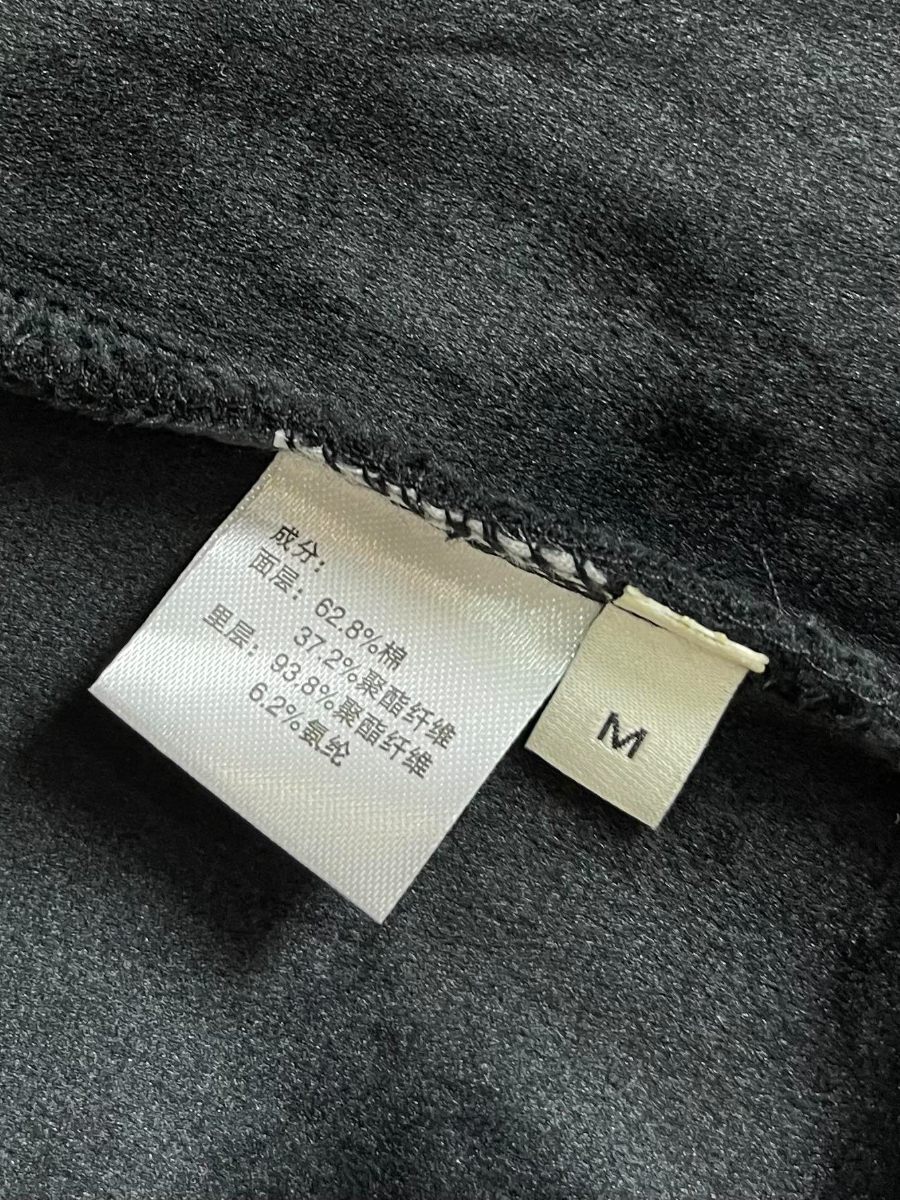 成分:
面层: 62.8%棉
37.2%聚酯纤维
里层: 93.8%聚酯纤维
6.2%氨纶
M